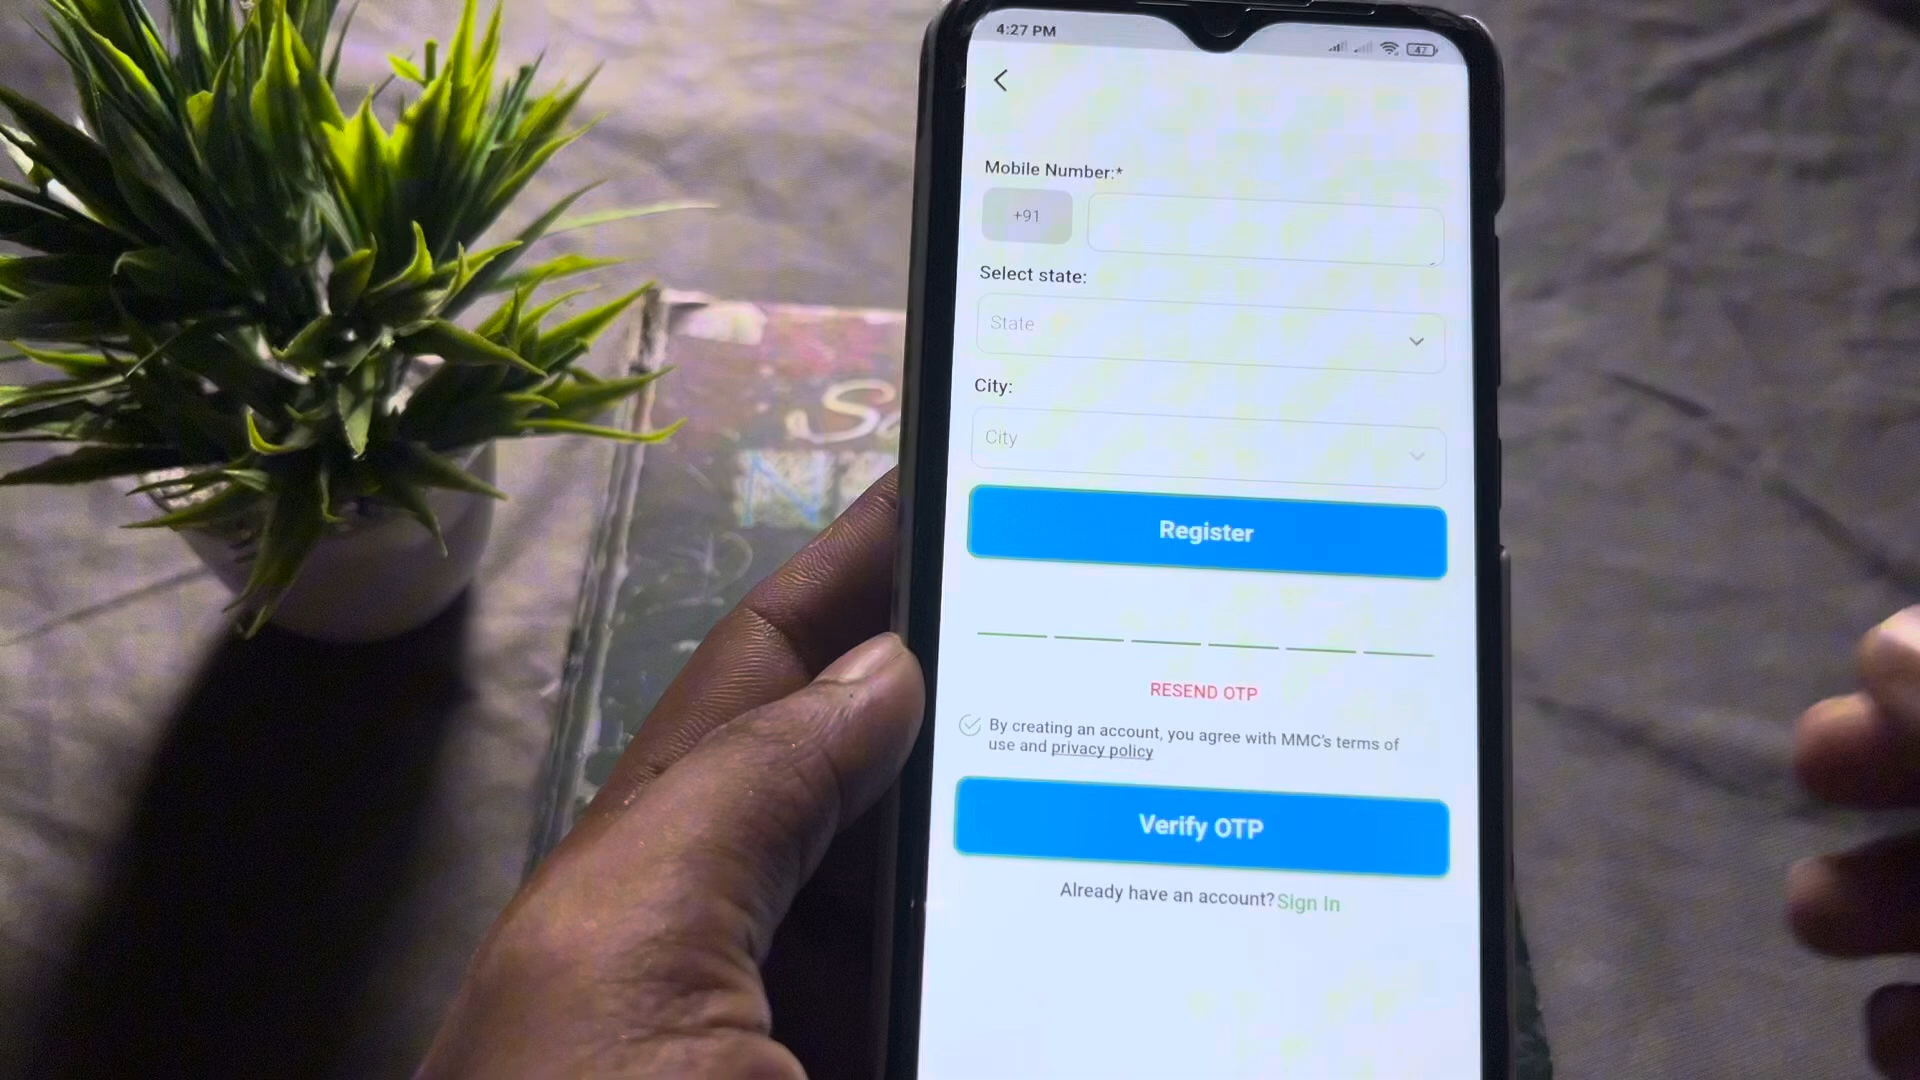 4:27 PM
47
Mobile Number:*
+91
Select state:
State
City:
City
Register
RESEND OTP
By creating an account, you agree with MMC's terms of
use and privacy policy
Verify OTP
Already have an account? Sign In